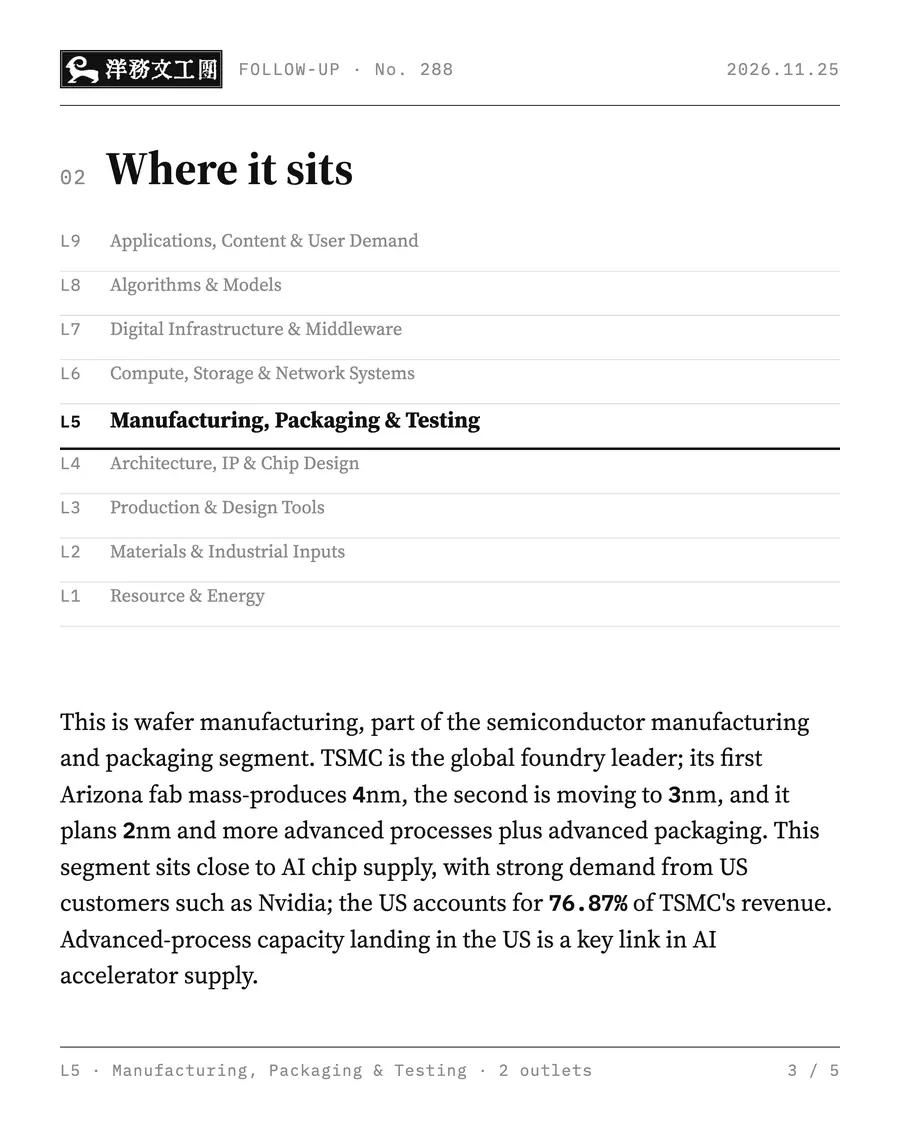 洋務文工團 FOLLOW-UP · No. 288 2026.11.25
02 Where it sits
L9 Applications, Content & User Demand
L8 Algorithms & Models
L7 Digital Infrastructure & Middleware
L6 Compute, Storage & Network Systems
L5 Manufacturing, Packaging & Testing
L4 Architecture, IP & Chip Design
L3 Production & Design Tools
L2 Materials & Industrial Inputs
L1 Resource & Energy
This is wafer manufacturing, part of the semiconductor manufacturing
and packaging segment. TSMC is the global foundry leader; its first
Arizona fab mass-produces 4nm, the second is moving to 3nm, and it
plans 2nm and more advanced processes plus advanced packaging. This
segment sits close to AI chip supply, with strong demand from US
customers such as Nvidia; the US accounts for 76.87% of TSMC's revenue.
Advanced-process capacity landing in the US is a key link in AI
accelerator supply.
L5 · Manufacturing, Packaging & Testing · 2 outlets 3 / 5